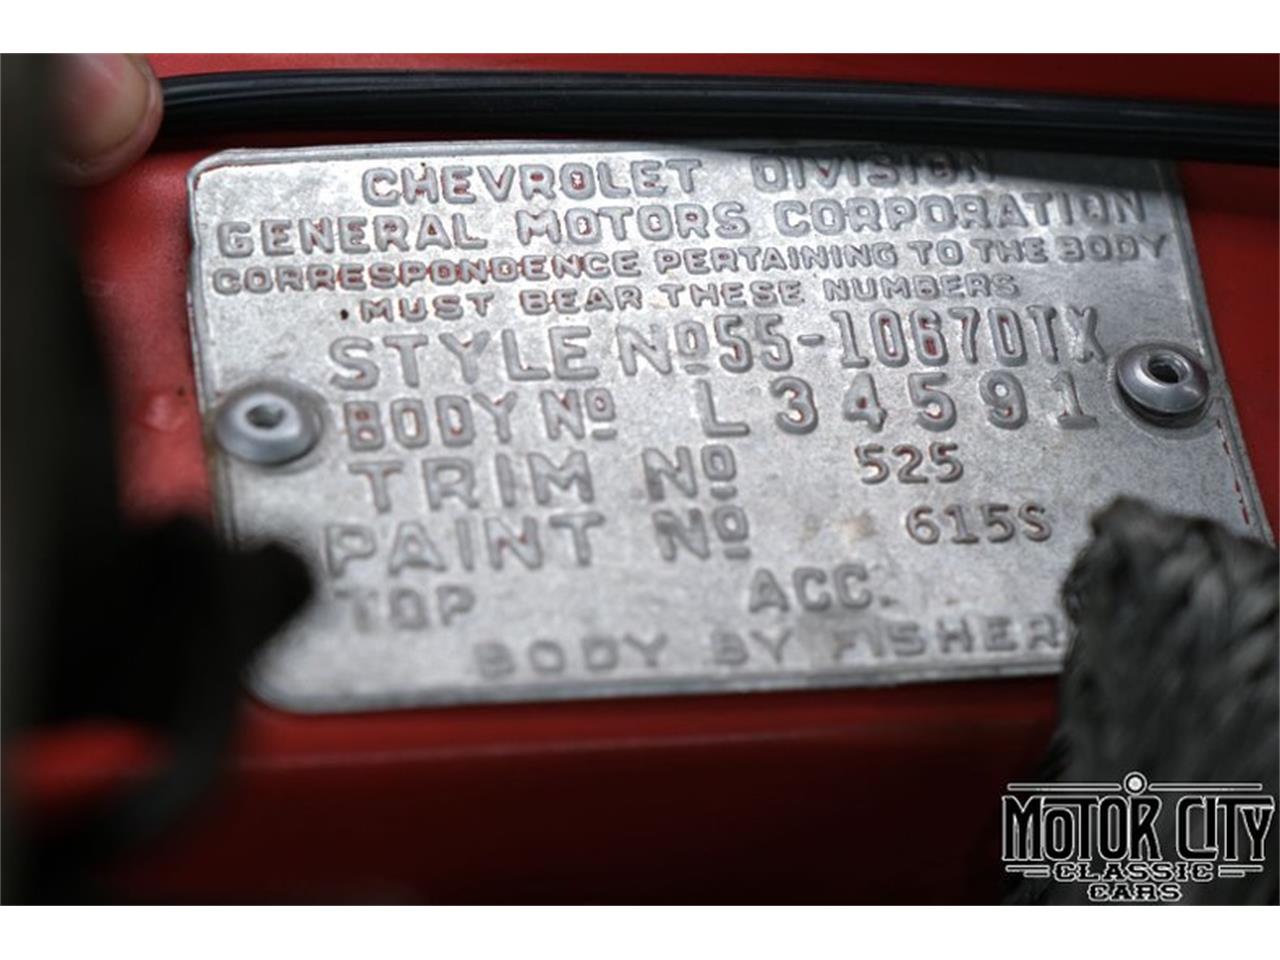 CHEVROLET DIVISION
GENERAL MOTORS CORPORATION
CORRESPONDENCE PERTAINING TO THE BODY
MUST BEAR THESE NUMBERS
STYLE No 55-1067DTX
BODY No L 34591
TRIM No 525
PAINT No 615S
TOP ACC.
BODY BY FISHER
MOTOR CITY
CLASSIC
CARS